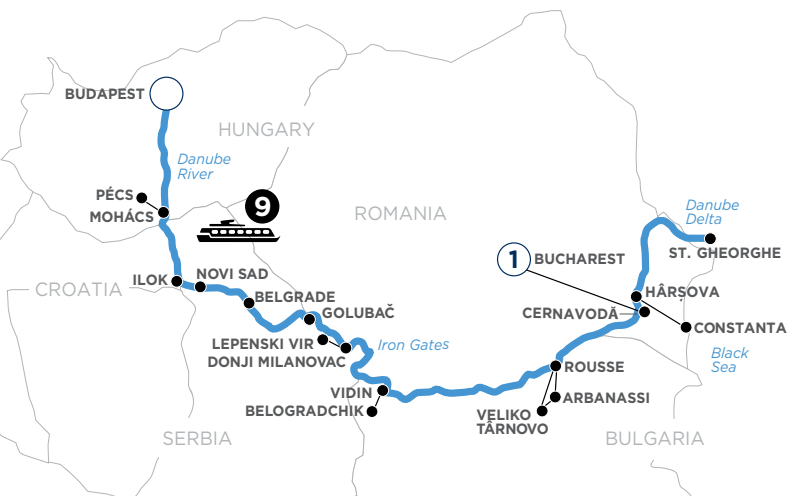 BUDAPEST
HUNGARY
Danube
River
PÉCS
MOHÁCS
9
ROMANIA
Danube
Delta
ST. GHEORGHE
1
BUCHAREST
ILOK
NOVI SAD
CROATIA
BELGRADE
HÂRȘOVA
GOLUBAČ
CERNAVODĂ
CONSTANTA
LEPENSKI VIR
DONJI MILANOVAC
Iron Gates
Black
Sea
ROUSSE
VIDIN
ARBANASSI
BELOGRADCHIK
VELIKO
TÂRNOVO
SERBIA
BULGARIA